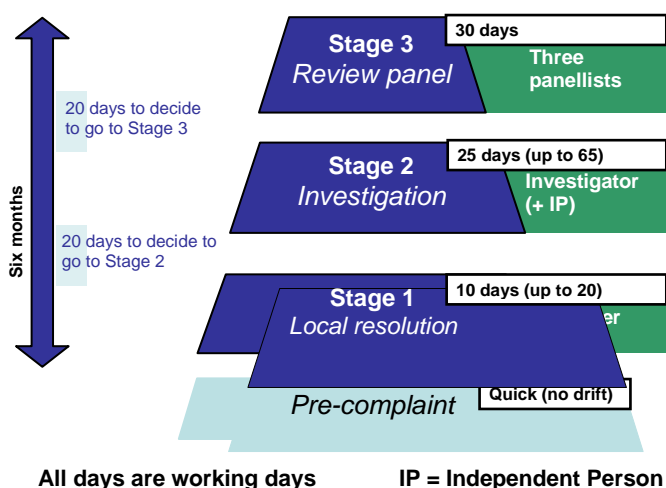 30 days
Stage 3
Review panel
Three
panellists
20 days to decide
to go to Stage 3
25 days (up to 65)
Stage 2
Investigation
Investigator
(+ IP)
20 days to decide to
go to Stage 2
Six months
10 days (up to 20)
Stage 1
Local resolution
er
Quick (no drift)
Pre-complaint
All days are working days
IP = Independent Person